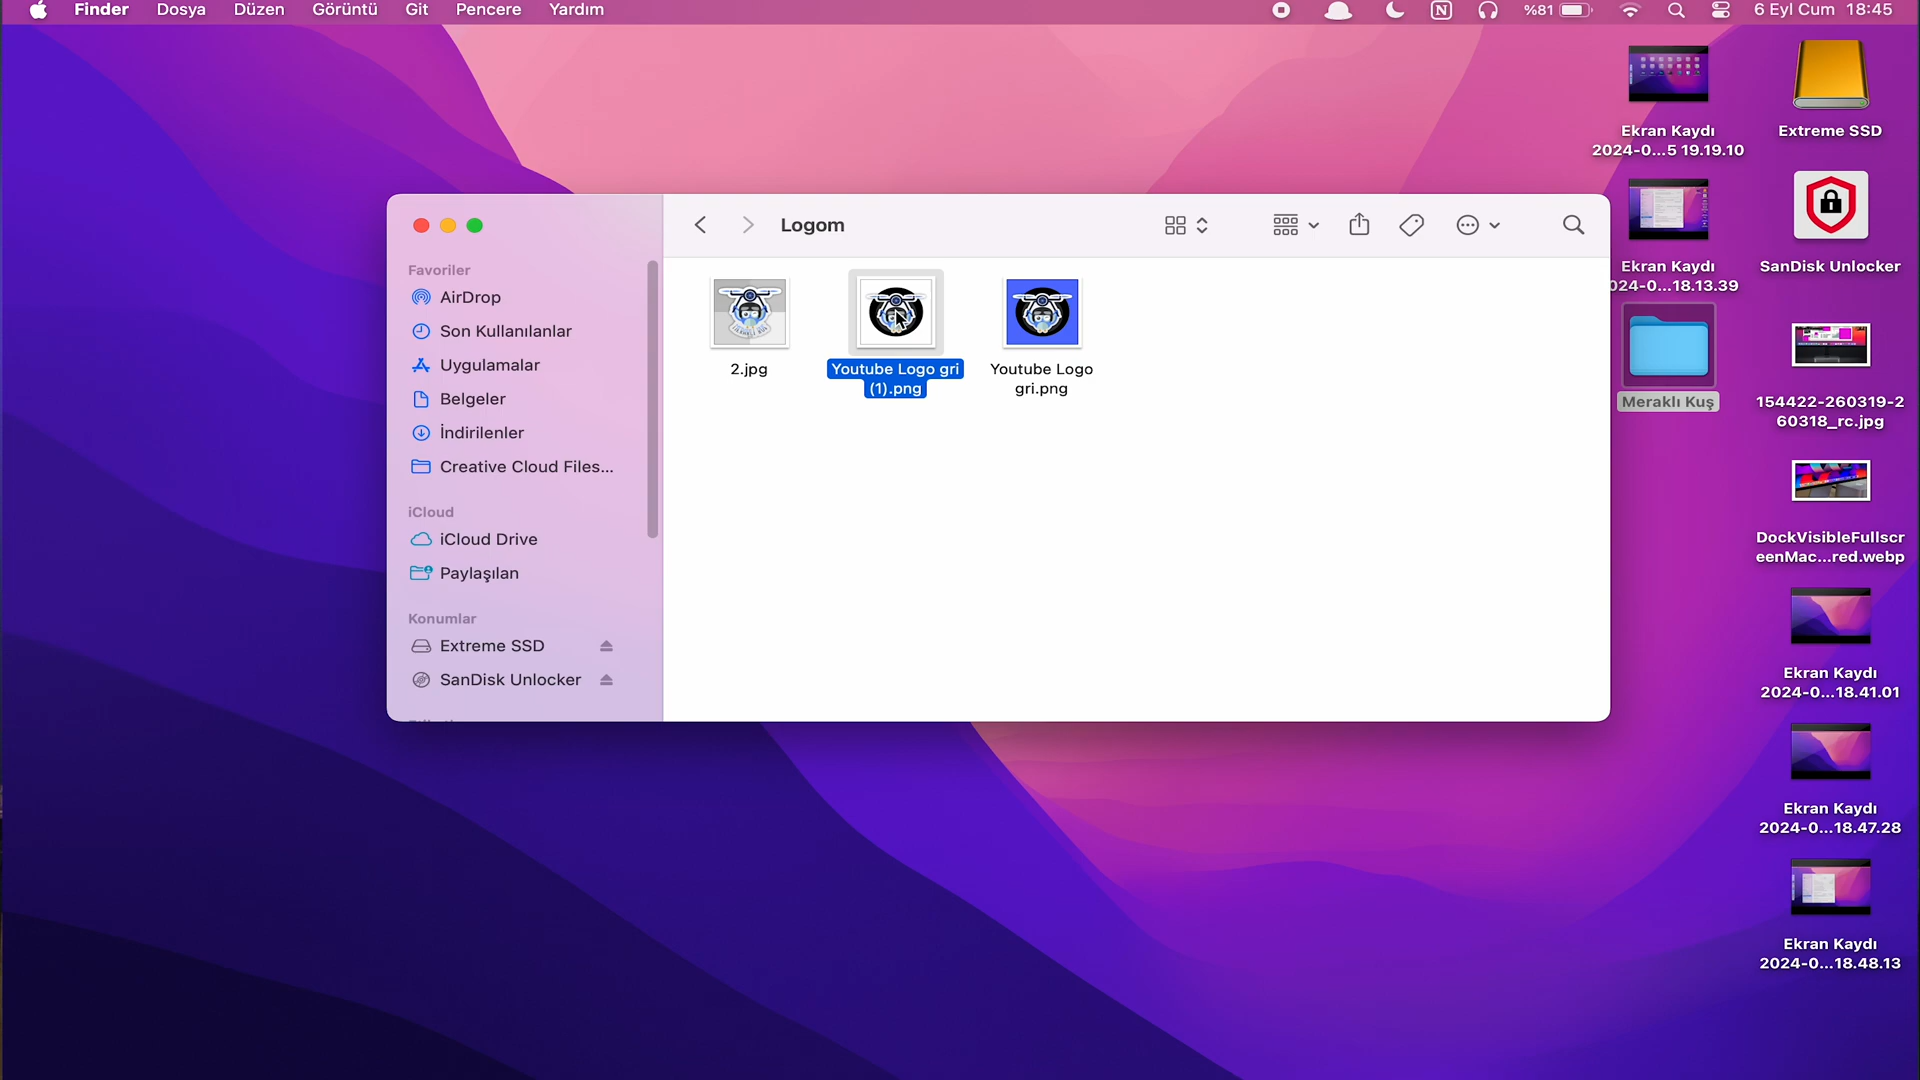 Finder Dosya Düzen Görüntü Git Pencere Yardım
%81 6 Eyl Cum 18:45
Ekran Kaydı
2024-0...5 19.19.10
Extreme SSD
Ekran Kaydı
024-0...18.13.39
SanDisk Unlocker
Meraklı Kuş
154422-260319-2
60318_rc.jpg
DockVisibleFullscr
eenMac...red.webp
Ekran Kaydı
2024-0...18.41.01
Ekran Kaydı
2024-0...18.47.28
Ekran Kaydı
2024-0...18.48.13
Logom
Favoriler
AirDrop
Son Kullanılanlar
Uygulamalar
Belgeler
İndirilenler
Creative Cloud Files...
iCloud
iCloud Drive
Paylaşılan
Konumlar
Extreme SSD
SanDisk Unlocker
2.jpg
Youtube Logo gri
(1).png
Youtube Logo
gri.png